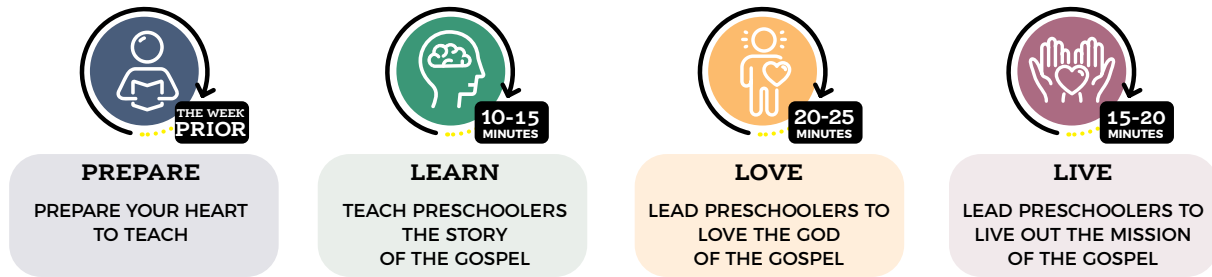 THE WEEK
PRIOR
10-15
MINUTES
20-25
MINUTES
15-20
MINUTES
PREPARE
PREPARE YOUR HEART
TO TEACH
LEARN
TEACH PRESCHOOLERS
THE STORY
OF THE GOSPEL
LOVE
LEAD PRESCHOOLERS TO
LOVE THE GOD
OF THE GOSPEL
LIVE
LEAD PRESCHOOLERS TO
LIVE OUT THE MISSION
OF THE GOSPEL